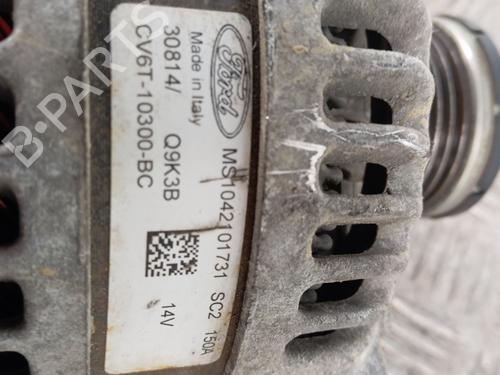 Ford
Made in Italy
MS1042101731 SC2 150A
30814/ Q9K3B
CV6T-10300-BC
14V
B-PARTS